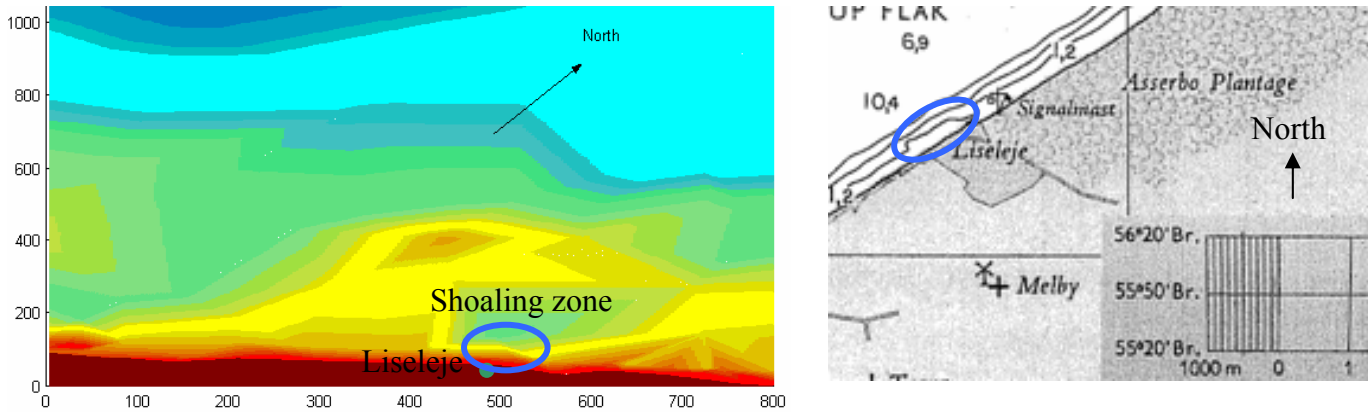 1000
800
600
400
200
0
0 100 200 300 400 500 600 700 800
North
Shoaling zone
Liseleje
UP FLAK
6,9
1,2
10,4
Asserbo Plantage
Signalmast
Liseleje
North
1,2
56°20' Br.
55°50' Br.
55°20' Br.
Melby
1000 m 0 1